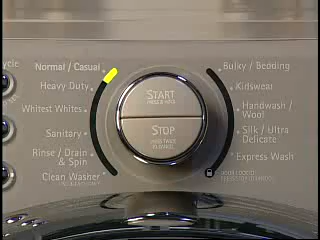 cycle
Normal / Casual
Heavy Duty
Whitest Whites
Sanitary
Rinse / Drain
& Spin
Clean Washer
START
STOP
Bulky / Bedding
Kidswear
Handwash /
Wool
Silk / Ultra
Delicate
Express Wash